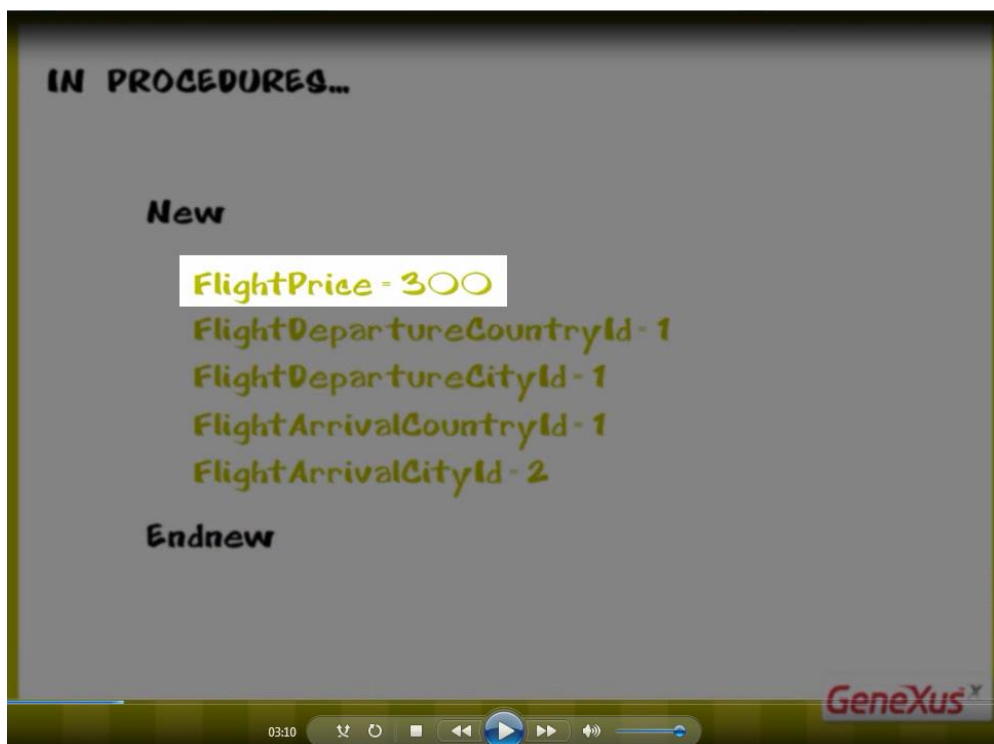 IN PROCEDURES...
New
FlightPrice = 300
FlightDepartureCountryId = 1
FlightDepartureCityId = 1
FlightArrivalCountryId = 1
FlightArrivalCityId = 2
Endnew
GeneXus X
03:10